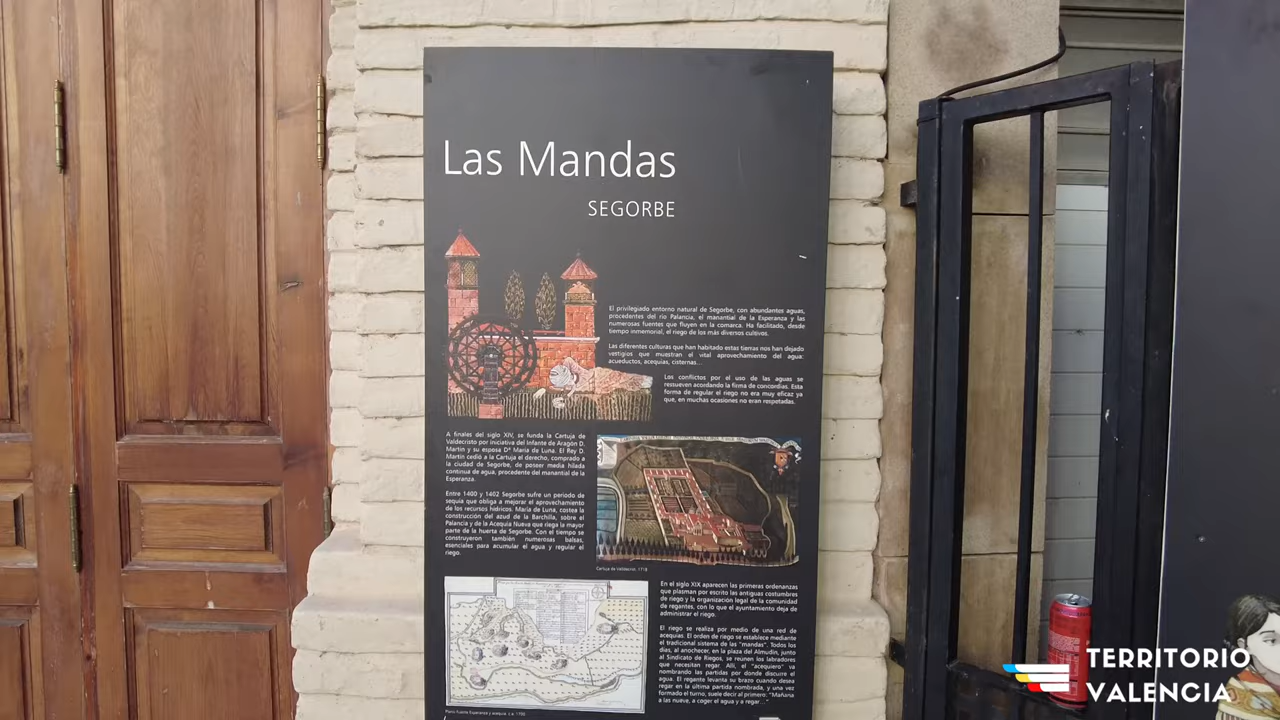 Las Mandas
SEGORBE
El privilegiado entorno natural de Segorbe, con abundantes aguas,
procedentes del río Palancia, el manantial de la Esperanza y las
numerosas fuentes que fluyen en la comarca. Ha facilitado, desde
tiempo inmemorial, el riego de los más diversos cultivos.
Las diferentes culturas que han habitado estas tierras nos han dejado
vestigios que muestran el vital aprovechamiento del agua:
acueductos, acequias, cisternas...
Los conflictos por el uso de las aguas se
resuelven acordando la firma de concordias. Esta
forma de regular el riego no era muy eficaz ya
que, en muchas ocasiones no eran respetadas.
A finales del siglo XIV, se funda la Cartuja de
Valdecristo por iniciativa del Infante de Aragón D.
Martín y su esposa Dª María de Luna. El Rey D.
Martín cedió a la Cartuja el derecho, comprado a
la ciudad de Segorbe, de poseer media hilada
continua de agua, procedente del manantial de la
Esperanza.
Entre 1400 y 1402 Segorbe sufre un periodo de
sequía que obliga a mejorar el aprovechamiento
de los recursos hídricos. María de Luna, costea la
construcción del azud de la Barchilla, sobre el
Palancia y de la Acequia Nueva que riega la mayor
parte de la huerta de Segorbe. Con el tiempo se
construyeron también numerosas balsas,
esenciales para acumular el agua y regular el
riego.
En el siglo XIX aparecen las primeras ordenanzas
que plasman por escrito las antiguas costumbres
de riego y la organización legal de la comunidad
de regantes, con lo que el ayuntamiento deja de
administrar el riego.
El riego se realiza por medio de una red de
acequias. El orden de riego se establece mediante
el tradicional sistema de las "mandas". Todos los
días, al anochecer, en la plaza del Almudín, junto
al Sindicato de Riegos, se reúnen los labradores
que necesitan regar. Allí, el "acequiero" va
nombrando las partidas por donde discurre el
agua. El regante levanta su brazo cuando desea
regar en la última partida nombrada, y una vez
formado el turno, suele decir al primero: "Mañana
a las nueve, a coger el agua y a regar..."
TERRITORIO
VALENCIA